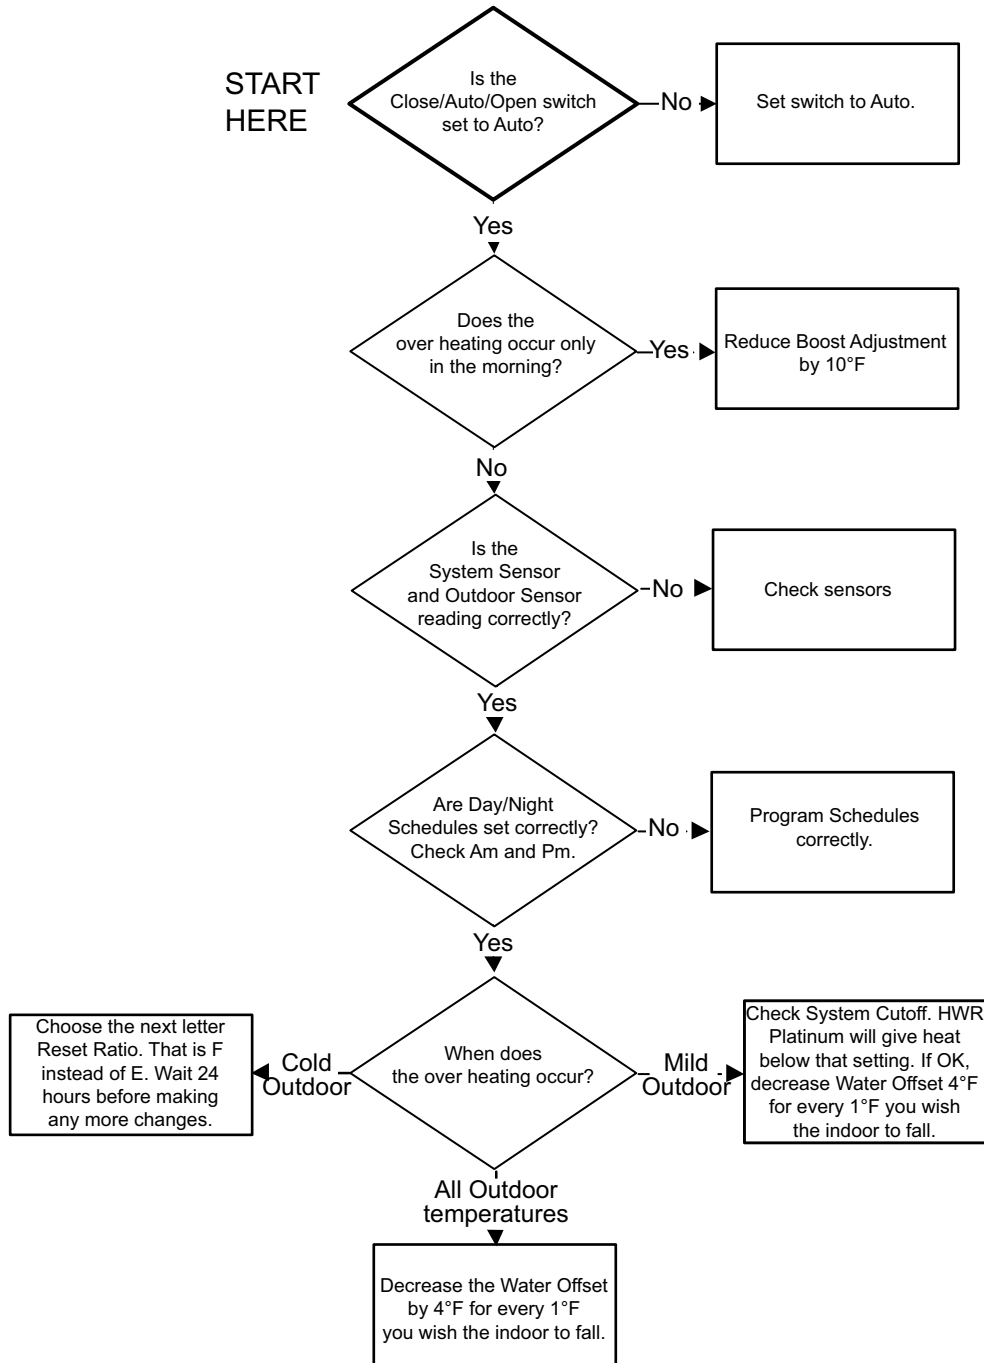 START
HERE
Is the
Close/Auto/Open switch
set to Auto?
No
Set switch to Auto.
Yes
Does the
over heating occur only
in the morning?
Yes
Reduce Boost Adjustment
by 10°F
No
Is the
System Sensor
and Outdoor Sensor
reading correctly?
No
Check sensors
Yes
Are Day/Night
Schedules set correctly?
Check Am and Pm.
No
Program Schedules
correctly.
Yes
When does
the over heating occur?
Cold
Outdoor
Choose the next letter
Reset Ratio. That is F
instead of E. Wait 24
hours before making
any more changes.
Mild
Outdoor
Check System Cutoff. HWR
Platinum will give heat
below that setting. If OK,
decrease Water Offset 4°F
for every 1°F you wish
the indoor to fall.
All Outdoor
temperatures
Decrease the Water Offset
by 4°F for every 1°F
you wish the indoor to fall.